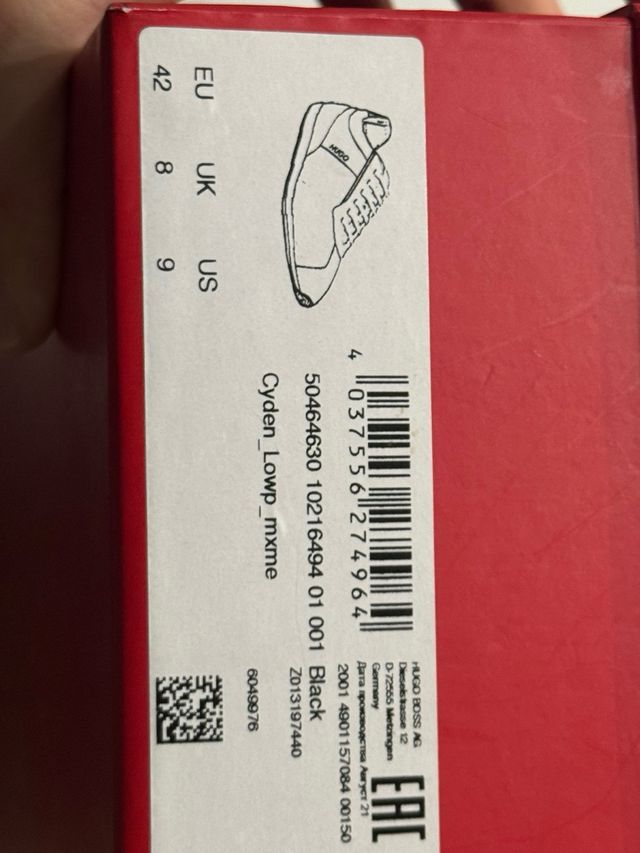 EU UK US
42 8 9
HUGO
4 037556 274964
50464630 10216494 01 001 Black
Cyden_Lowp_mxme
HUGO BOSS AG
Dieselstrasse 12
D-72555 Metzingen
Germany
Дата производства Август 21
2001 4901157084 00150
EAC
Z013197440
6049976